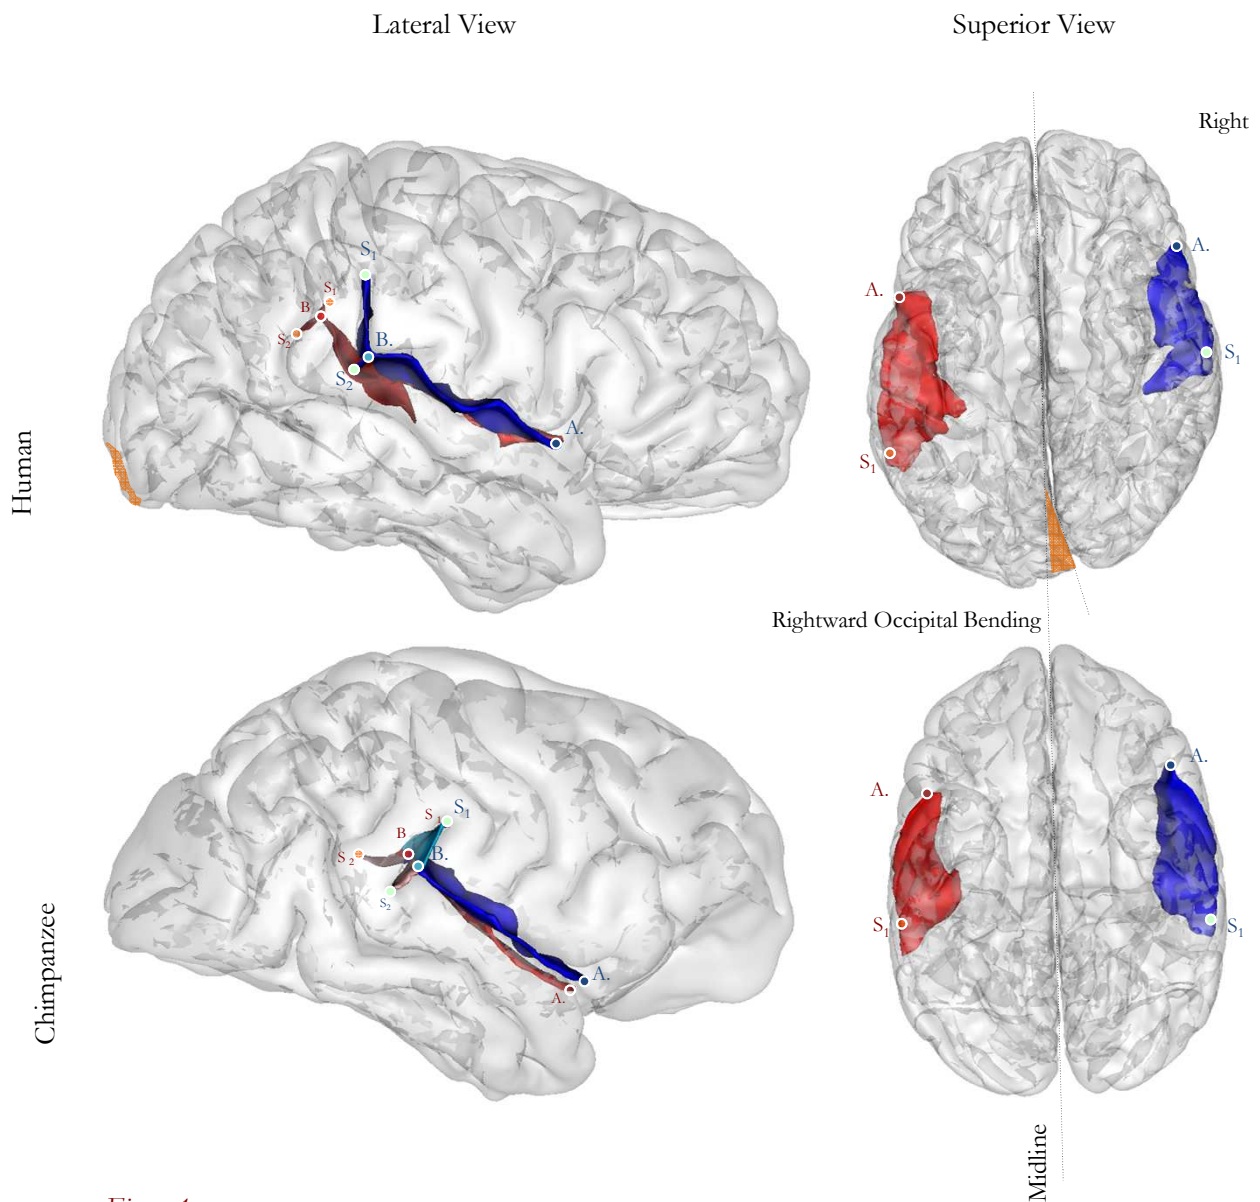 Lateral View
Superior View
Right
Human
S₁
S₁
B
S₂
B.
S₂
A.
A.
A.
S₁
S₁
Rightward Occipital Bending
Chimpanzee
S₁
S₁
B
B.
S₂
S₂
A.
A.
A.
A.
S₁
S₁
Midline